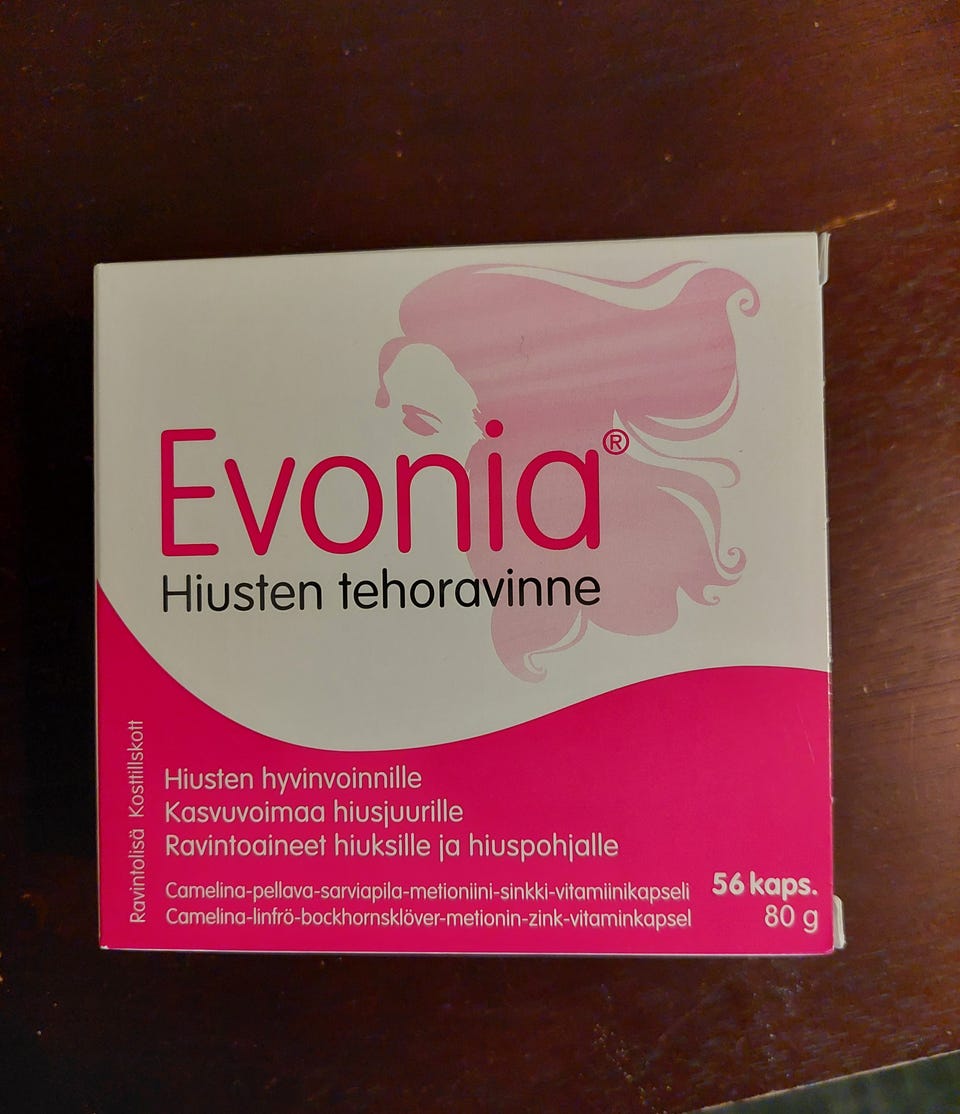 Evonia®
Hiusten tehoravinne
Ravintolisä Kosttillskott
Hiusten hyvinvoinnille
Kasvuvoimaa hiusjuurille
Ravintoaineet hiuksille ja hiuspohjalle
Camelina-pellava-sarviapila-metioniini-sinkki-vitamiinikapseli
Camelina-linfrö-bockhornsklöver-metionin-zink-vitaminkapsel
56 kaps.
80 g